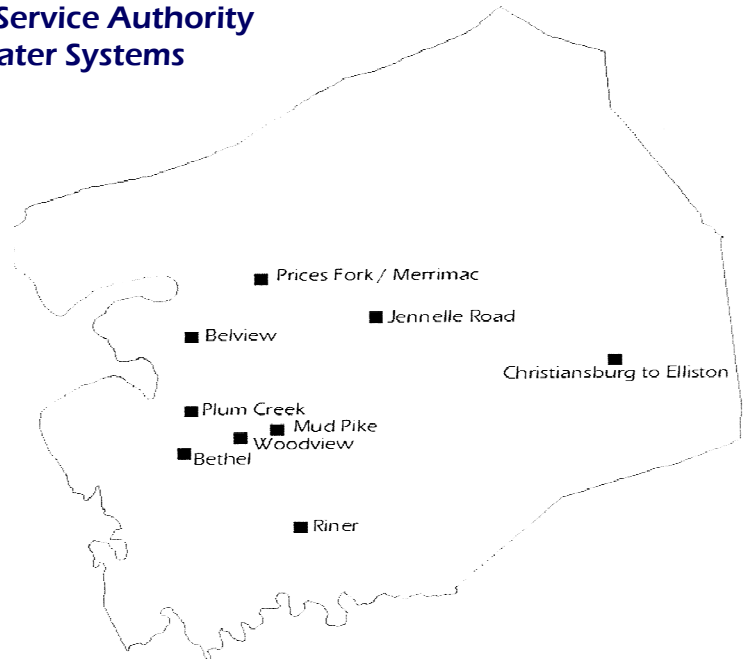 Service Authority
ater Systems
Prices Fork / Merrimac
Jennelle Road
Belview
Christiansburg to Elliston
Plum Creek
Mud Pike
Woodview
Bethel
Riner